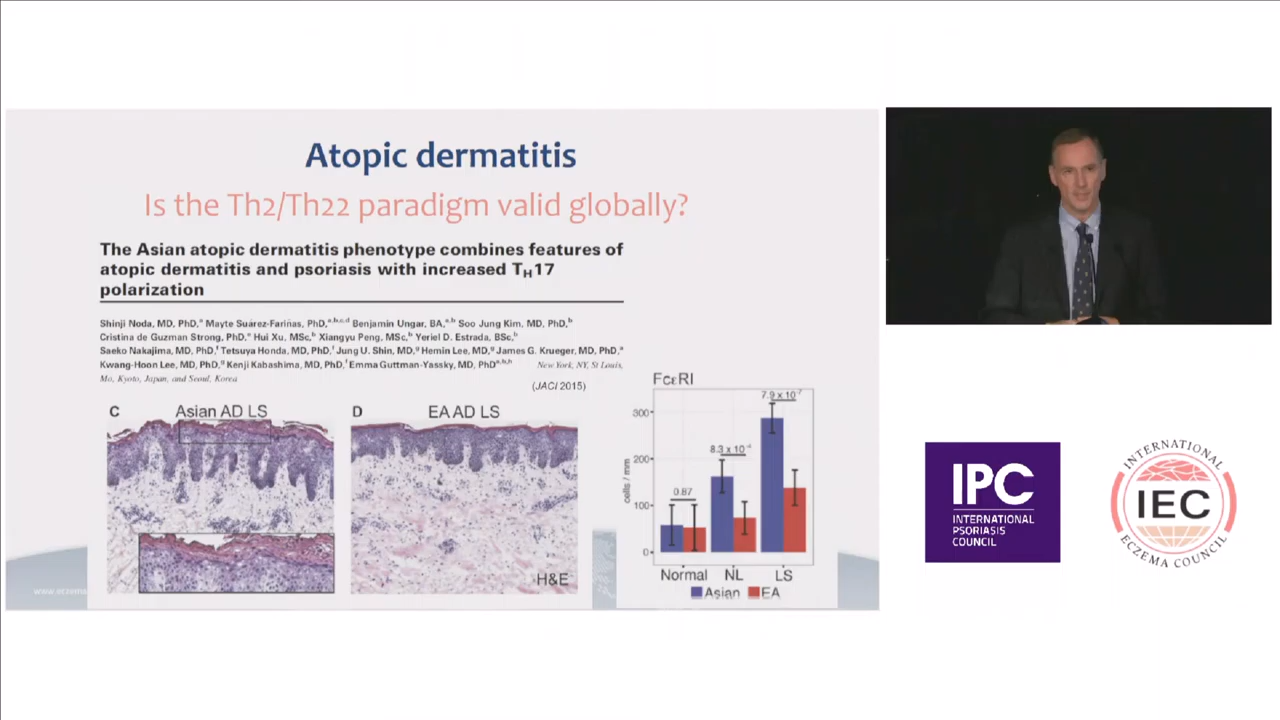 Atopic dermatitis
Is the Th2/Th22 paradigm valid globally?
The Asian atopic dermatitis phenotype combines features of
atopic dermatitis and psoriasis with increased TH17
polarization
Shinji Noda, MD, PhD,a Mayte Suárez-Fariñas, PhD,a,b,c,d Benjamin Ungar, BA,a,b Soo Jung Kim, MD, PhD,b
Cristina de Guzman Strong, PhD,e Hui Xu, MSc,b Xiangyu Peng, MSc,b Yeriel D. Estrada, BSc,b
Saeko Nakajima, MD, PhD,f Tetsuya Honda, MD, PhD,f Jung U. Shin, MD,g Hemin Lee, MD,g James G. Krueger, MD, PhD,a
Kwang-Hoon Lee, MD, PhD,g Kenji Kabashima, MD, PhD,f Emma Guttman-Yassky, MD, PhDa,b,h New York, NY, St Louis,
Mo, Kyoto, Japan, and Seoul, Korea
(JACI 2015)
C Asian AD LS
D EA AD LS
H&E
FcεRI
7.9 x 10⁻⁷
8.3 x 10⁻⁴
0.87
300
200
100
0
cells / mm
Normal NL LS
Asian EA
IPC
INTERNATIONAL
PSORIASIS
COUNCIL
INTERNATIONAL
IEC
ECZEMA COUNCIL